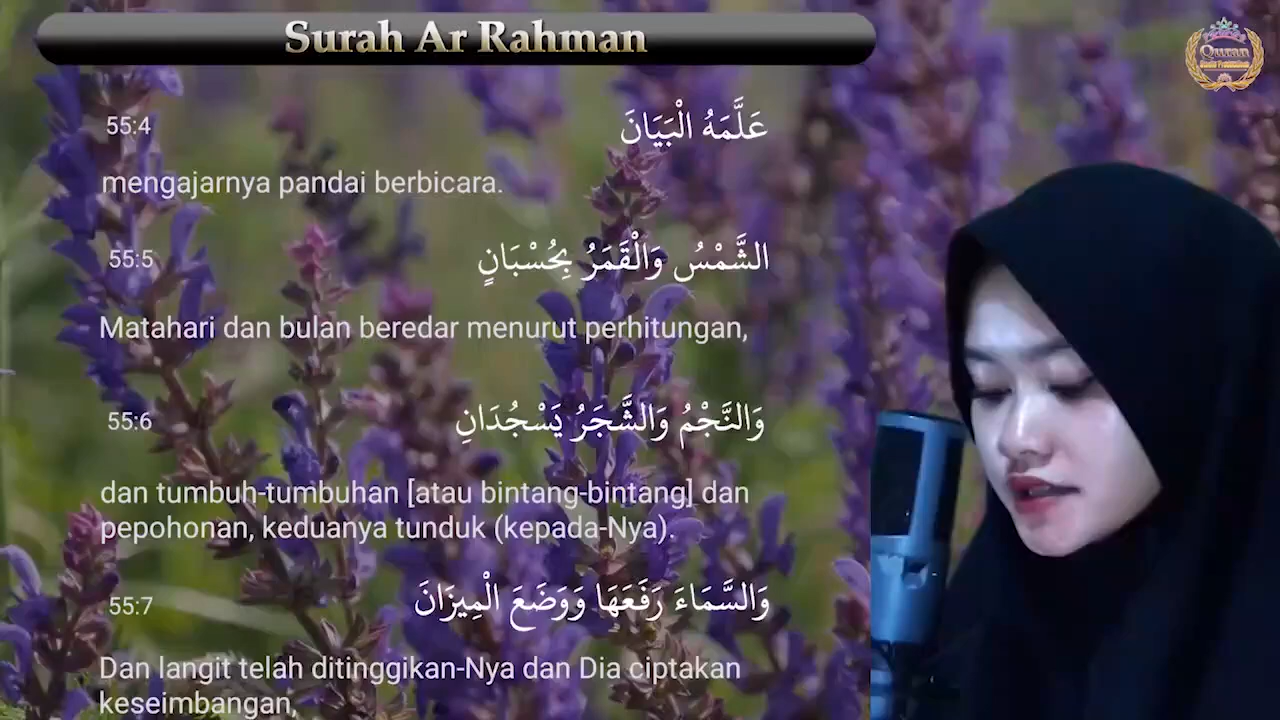 Surah Ar Rahman
Quran
55:4
عَلَّمَهُ الْبَيَانَ
mengajarnya pandai berbicara.
55:5
الشَّمْسُ وَالْقَمَرُ بِحُسْبَانٍ
Matahari dan bulan beredar menurut perhitungan,
55:6
وَالنَّجْمُ وَالشَّجَرُ يَسْجُدَانِ
dan tumbuh-tumbuhan [atau bintang-bintang] dan
pepohonan, keduanya tunduk (kepada-Nya).
55:7
وَالسَّمَاءَ رَفَعَهَا وَوَضَعَ الْمِيزَانَ
Dan langit telah ditinggikan-Nya dan Dia ciptakan
keseimbangan,